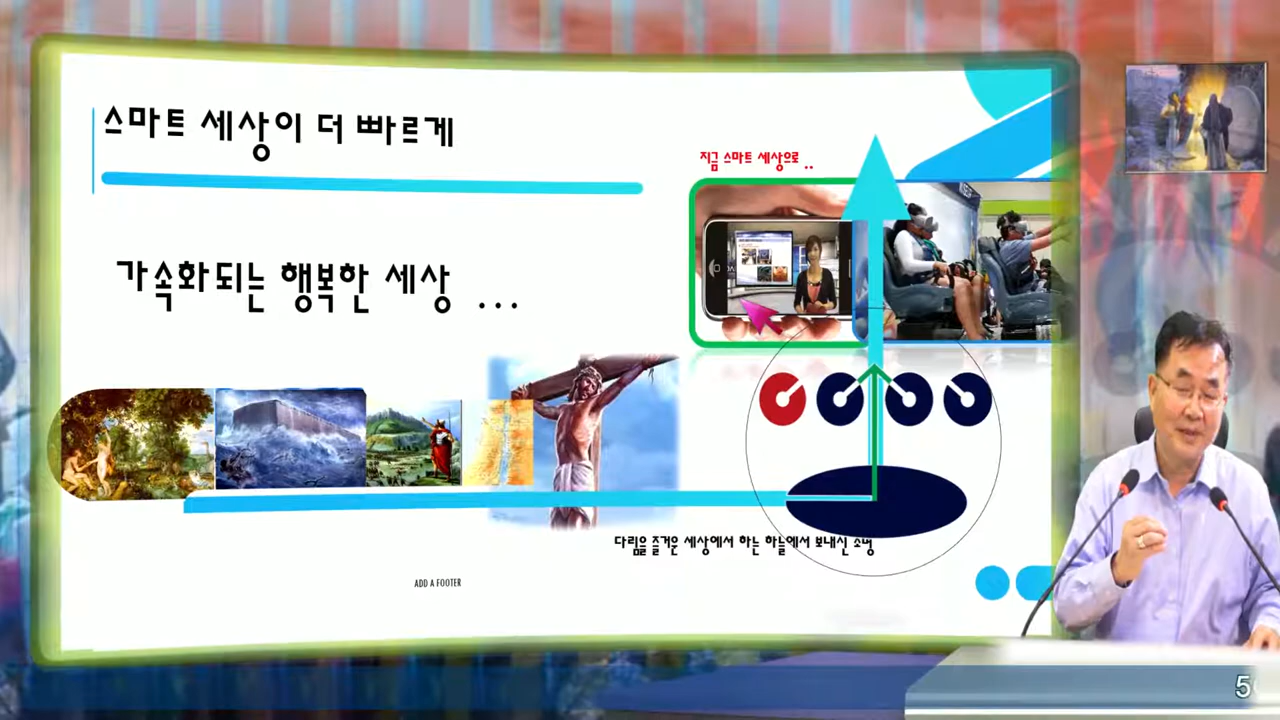 스마트 세상이 더 빠르게
지금 스마트 세상으로 ..
가속화되는 행복한 세상 ...
다림을 즐거운 세상에서 하는 하늘에서 보내신 소명
ADD A FOOTER
5